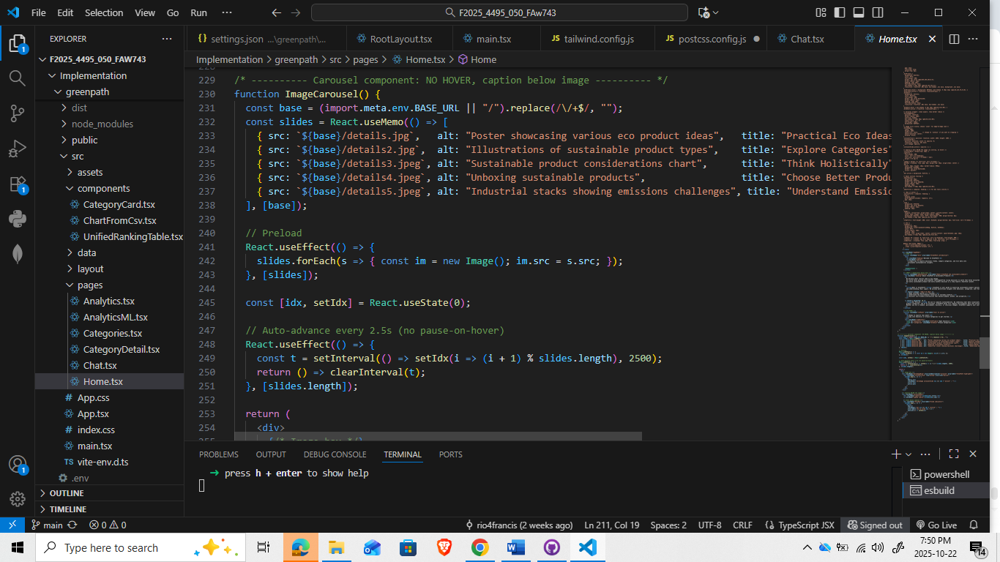 File Edit Selection View Go Run ··· F2025_4495_050_FAw743
EXPLORER ···
settings.json ...\greenpath\... RootLayout.tsx main.tsx JS tailwind.config.js JS postcss.config.js Chat.tsx Home.tsx
F2025_4495_050_FAW743
Implementation > greenpath > src > pages > Home.tsx > Home
Implementation
greenpath
dist
node_modules
public
src
assets
components
CategoryCard.tsx
ChartFromCsv.tsx
UnifiedRankingTable.tsx
data
layout
pages
Analytics.tsx
AnalyticsML.tsx
Categories.tsx
CategoryDetail.tsx
Chat.tsx
Home.tsx
# App.css
App.tsx
# index.css
main.tsx
TS vite-env.d.ts
.env
OUTLINE
TIMELINE
229 /* ---------- Carousel component: NO HOVER, caption below image ---------- */
230 function ImageCarousel() {
231 const base = (import.meta.env.BASE_URL || "/").replace(/\/+$/, "");
232 const slides = React.useMemo(() => [
233 { src: `${base}/details.jpg`, alt: "Poster showcasing various eco product ideas", title: "Practical Eco Ideas
234 { src: `${base}/details2.jpg`, alt: "Illustrations of sustainable product types", title: "Explore Categories"
235 { src: `${base}/details3.jpeg`, alt: "Sustainable product considerations chart", title: "Think Holistically"
236 { src: `${base}/details4.jpeg`, alt: "Unboxing sustainable products", title: "Choose Better Produ
237 { src: `${base}/details5.jpeg`, alt: "Industrial stacks showing emissions challenges", title: "Understand Emissio
238 ], [base]);
239
240 // Preload
241 React.useEffect(() => {
242 slides.forEach(s => { const im = new Image(); im.src = s.src; });
243 }, [slides]);
244
245 const [idx, setIdx] = React.useState(0);
246
247 // Auto-advance every 2.5s (no pause-on-hover)
248 React.useEffect(() => {
249 const t = setInterval(() => setIdx(i => (i + 1) % slides.length), 2500);
250 return () => clearInterval(t);
251 }, [slides.length]);
252
253 return (
254 <div>
PROBLEMS OUTPUT DEBUG CONSOLE TERMINAL PORTS
➜ press h + enter to show help
powershell
esbuild
main 0 0 rio4francis (2 weeks ago) Ln 211, Col 19 Spaces: 2 UTF-8 CRLF {} TypeScript JSX Signed out Go Live
Type here to search
7:50 PM
2025-10-22
14